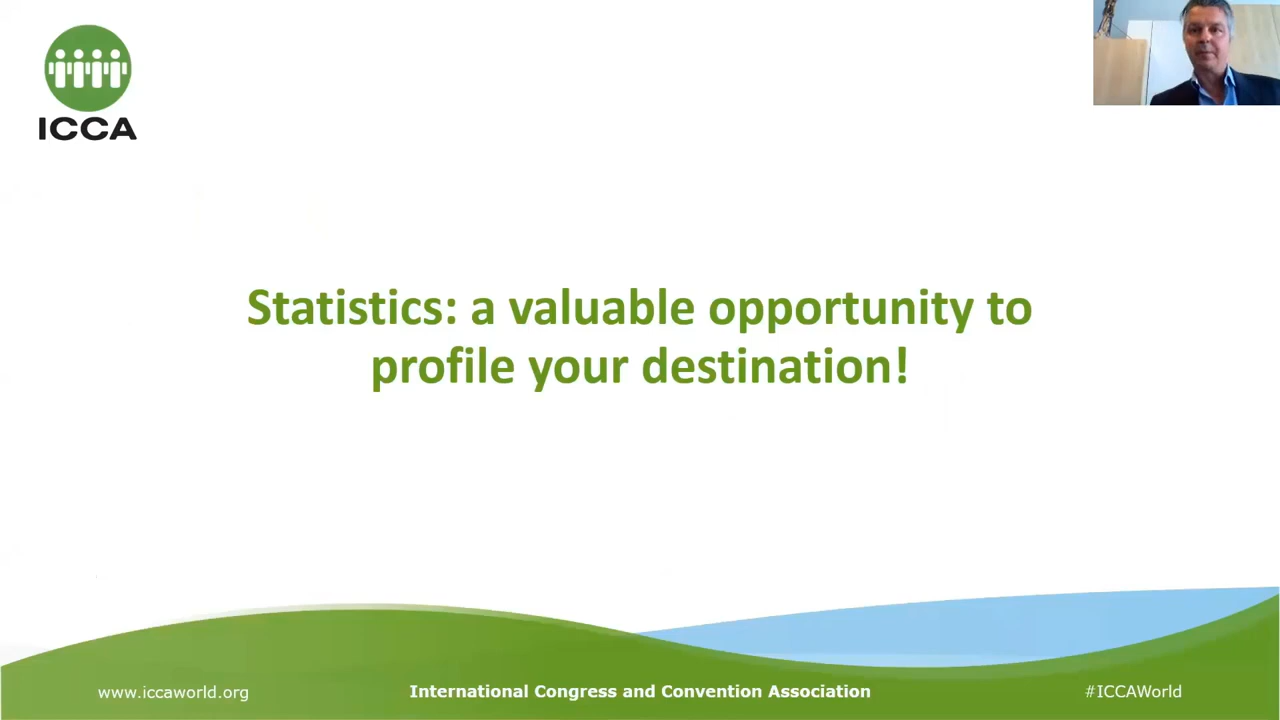 ICCA
Statistics: a valuable opportunity to
profile your destination!
www.iccaworld.org
International Congress and Convention Association
#ICCAWorld